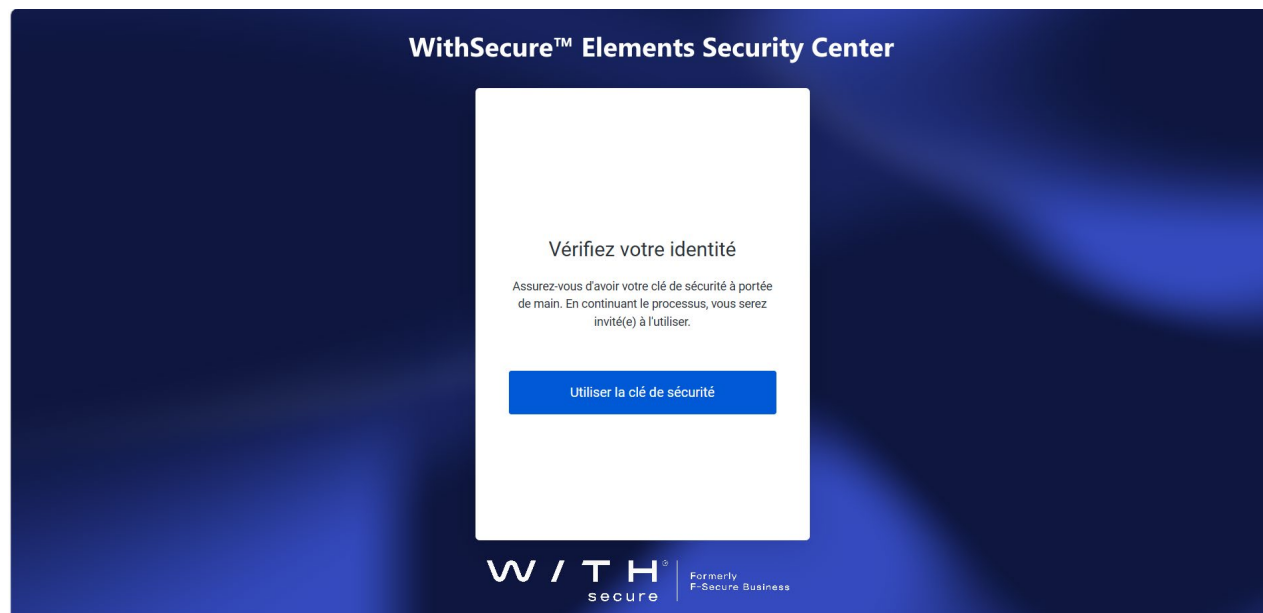 WithSecure™ Elements Security Center
Vérifiez votre identité
Assurez-vous d'avoir votre clé de sécurité à portée
de main. En continuant le processus, vous serez
invité(e) à l'utiliser.
Utiliser la clé de sécurité
W / T H®
secure
Formerly
F-Secure Business